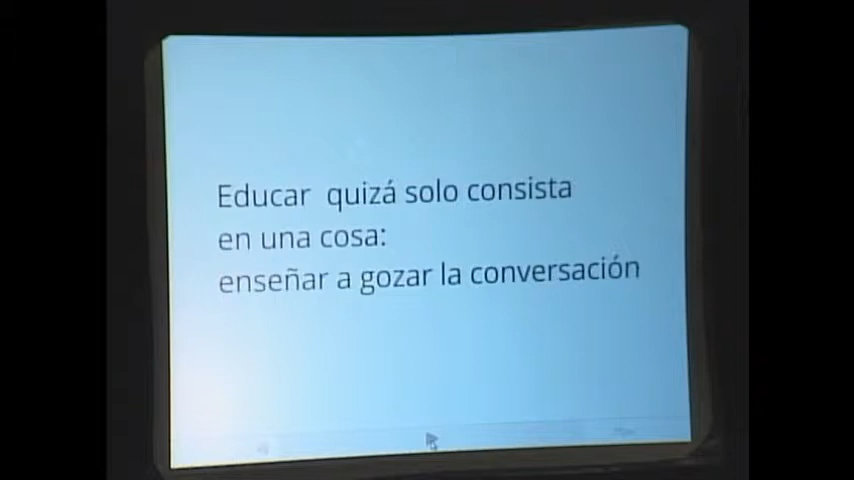 Educar quizá solo consista
en una cosa:
enseñar a gozar la conversación